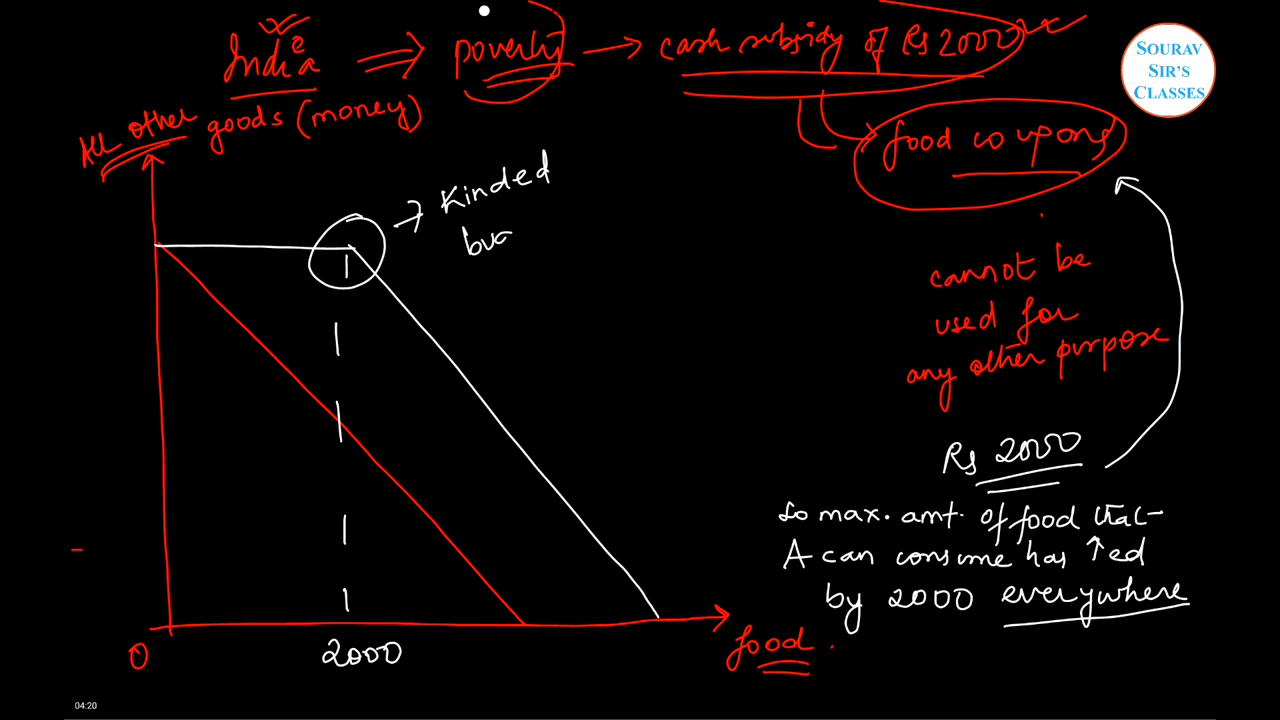 India ⇒ poverty → cash subsidy of Rs 2000
SOURAV
SIR'S
CLASSES
All other goods (money)
food coupons
→ Kinded
cannot be
used for
any other purpose
Rs 2000
So max. amt. of food that
A can consume has ↑ed
by 2000 everywhere
0
2000
food.
04:20